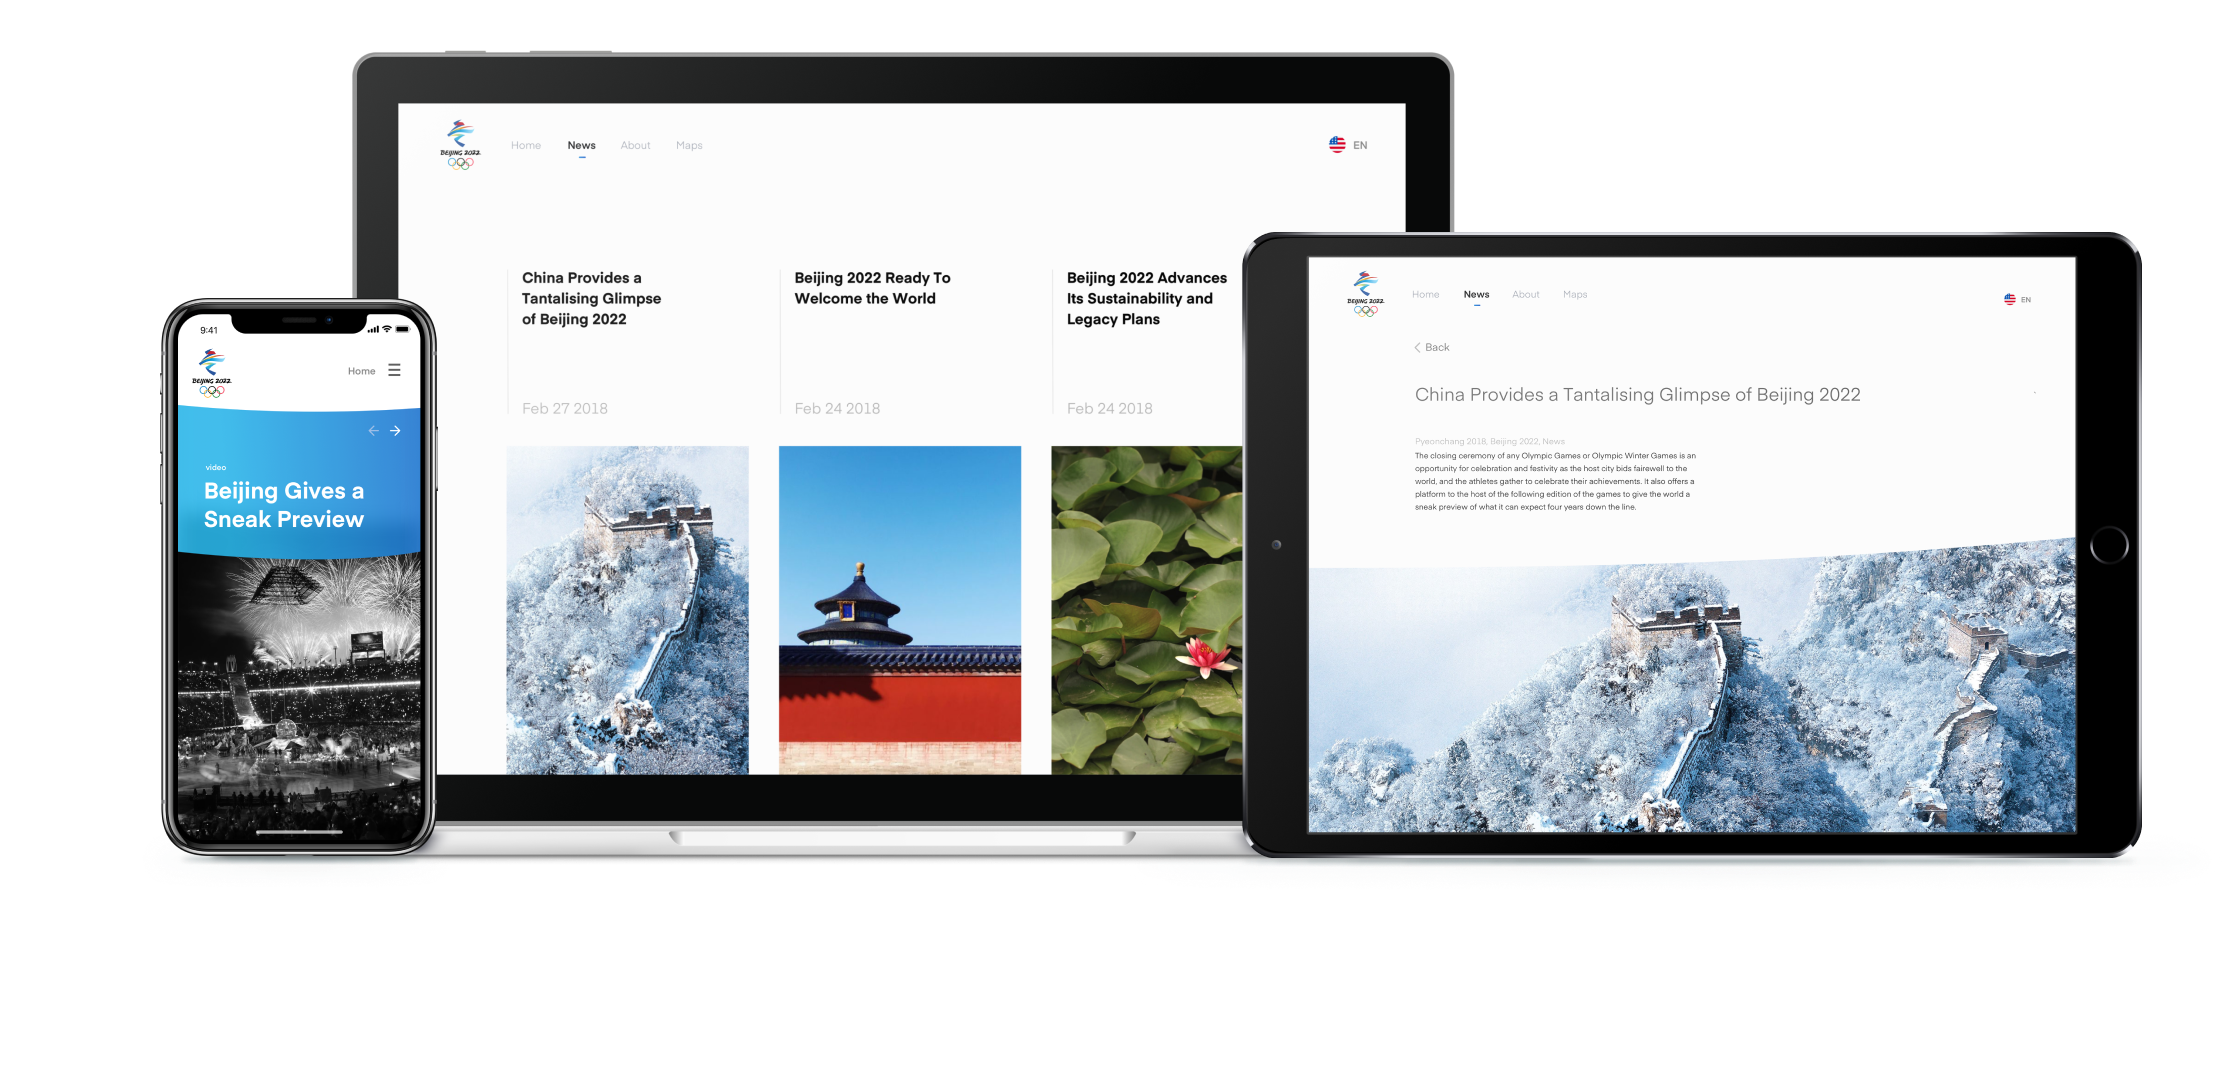 BEIJING 2022
Home News About Maps
EN
China Provides a
Tantalising Glimpse
of Beijing 2022
Feb 27 2018
Beijing 2022 Ready To
Welcome the World
Feb 24 2018
Beijing 2022 Advances
Its Sustainability and
Legacy Plans
Feb 24 2018
9:41
BEIJING 2022
Home
video
Beijing Gives a
Sneak Preview
BEIJING 2022
Home News About Maps
EN
Back
China Provides a Tantalising Glimpse of Beijing 2022
Pyeonchang 2018, Beijing 2022, News
The closing ceremony of any Olympic Games or Olympic Winter Games is an
opportunity for celebration and festivity as the host city bids fairewell to the
world, and the athletes gather to celebrate their achievements. It also offers a
platform to the host of the following edition of the games to give the world a
sneak preview of what it can expect four years down the line.